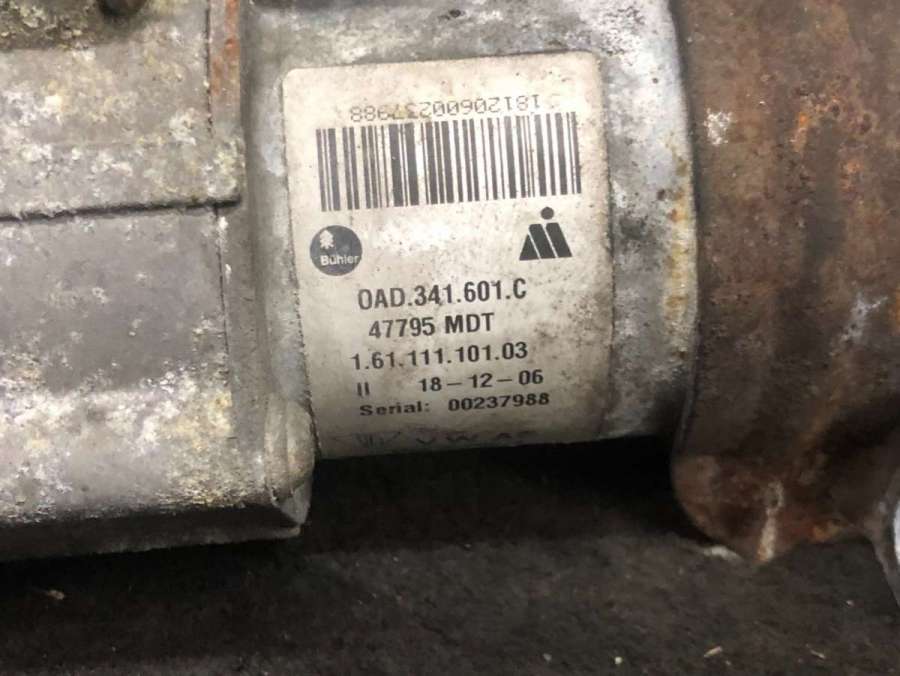 18120600237988
Bühler
0AD.341.601.C
47795 MDT
1.61.111.101.03
II 18-12-06
Serial: 00237988